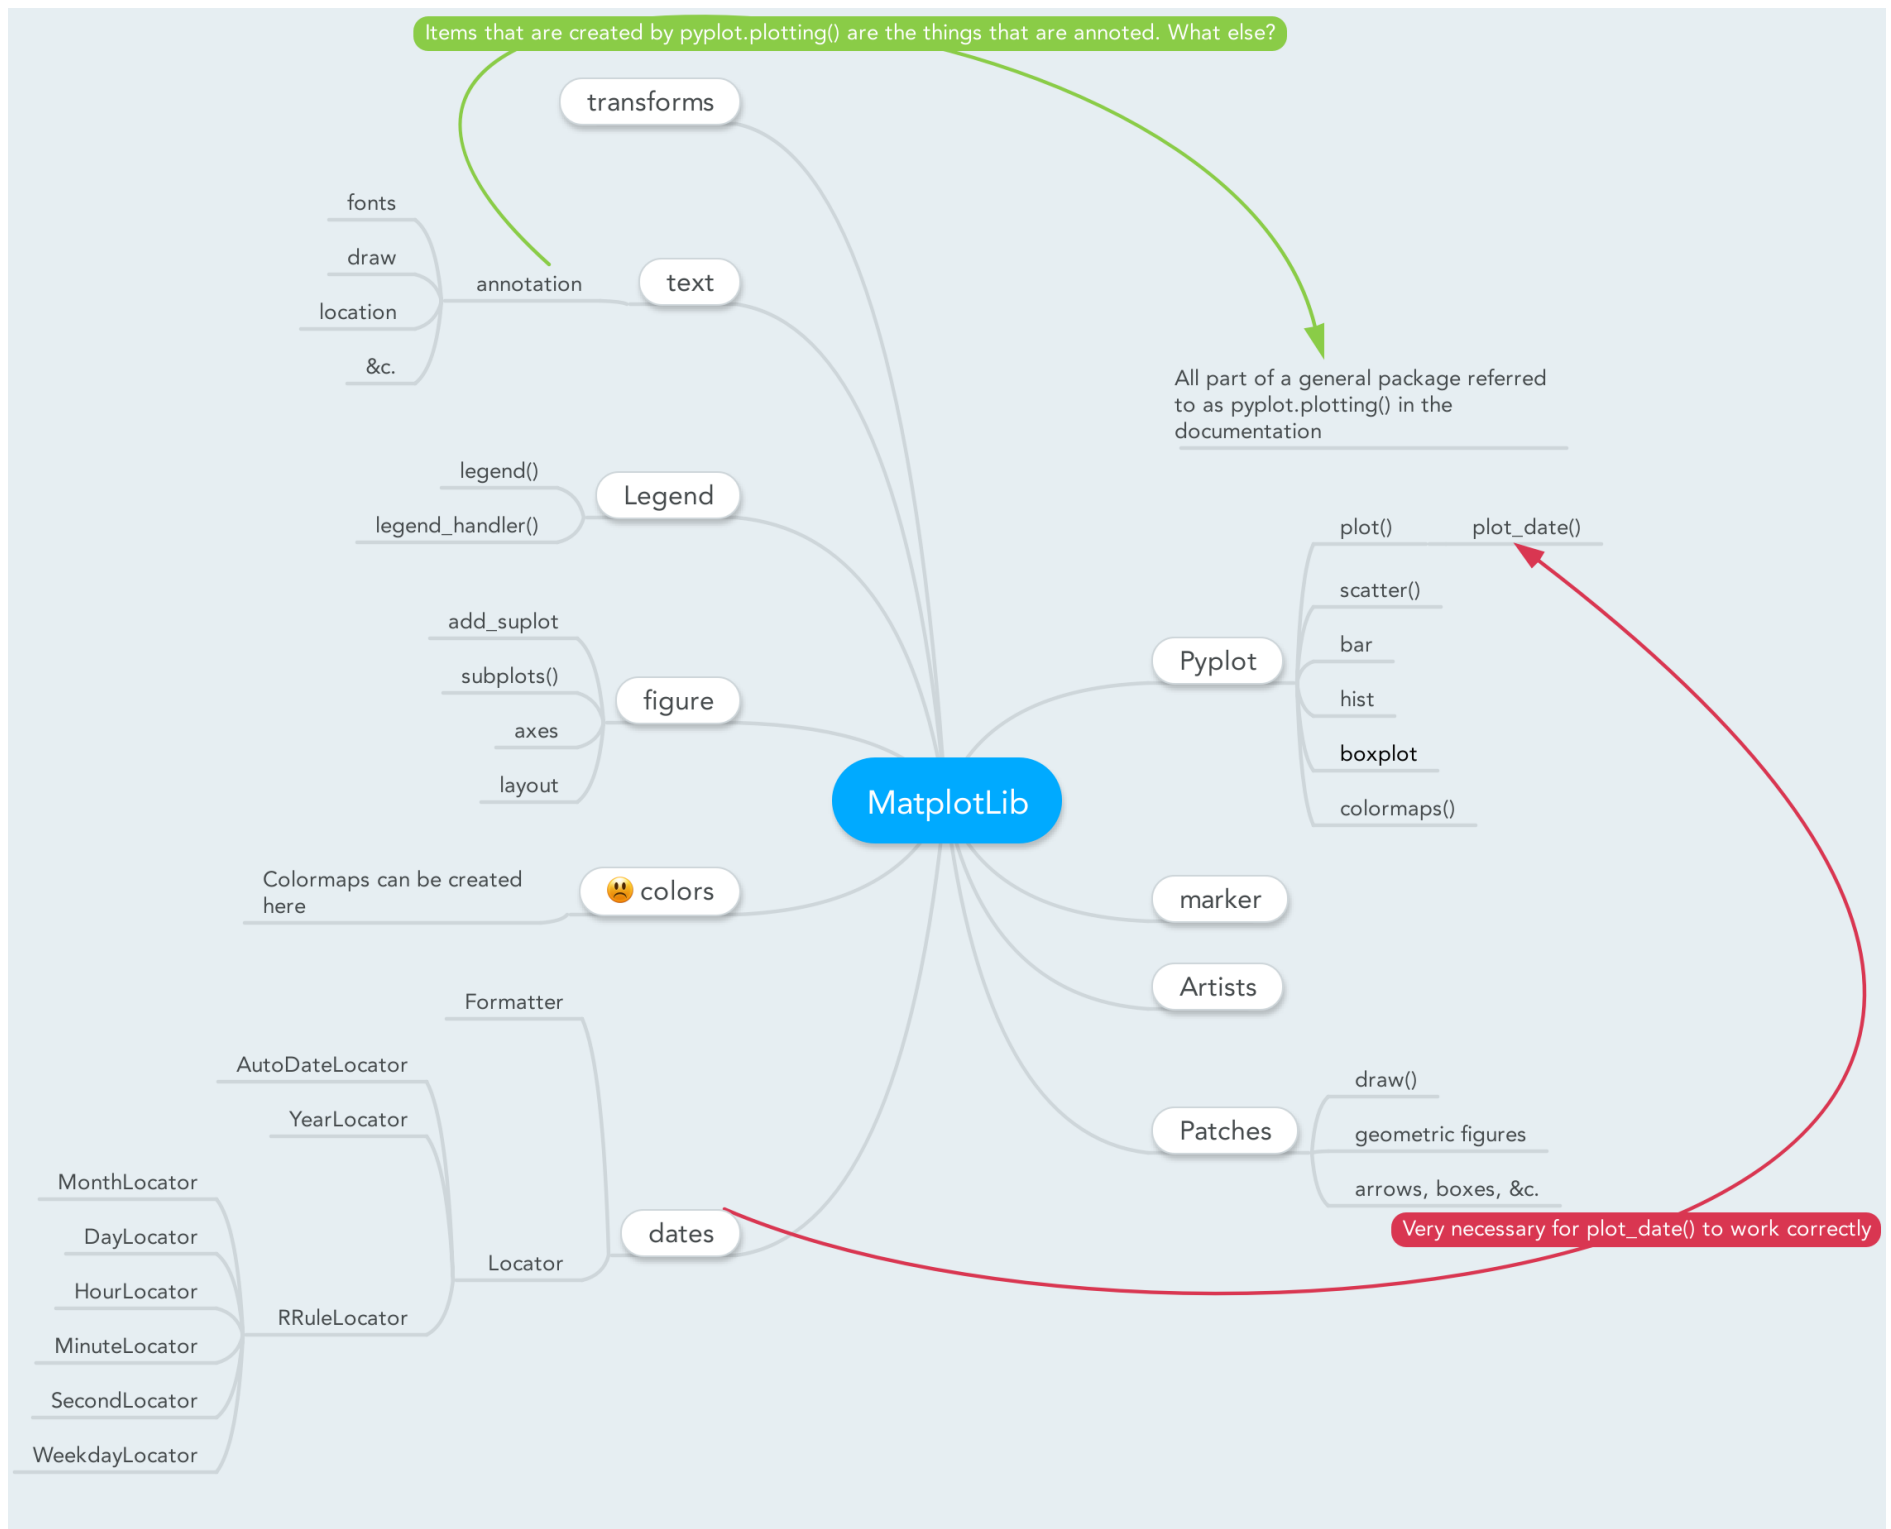 Items that are created by pyplot.plotting() are the things that are annoted. What else?
transforms
fonts
draw
location
&c.
annotation
text
All part of a general package referred
to as pyplot.plotting() in the
documentation
legend()
legend_handler()
Legend
add_suplot
subplots()
axes
layout
figure
MatplotLib
Pyplot
plot()
plot_date()
scatter()
bar
hist
boxplot
colormaps()
Colormaps can be created
here
colors
marker
Artists
Patches
draw()
geometric figures
arrows, boxes, &c.
Very necessary for plot_date() to work correctly
dates
Formatter
Locator
AutoDateLocator
YearLocator
RRuleLocator
MonthLocator
DayLocator
HourLocator
MinuteLocator
SecondLocator
WeekdayLocator